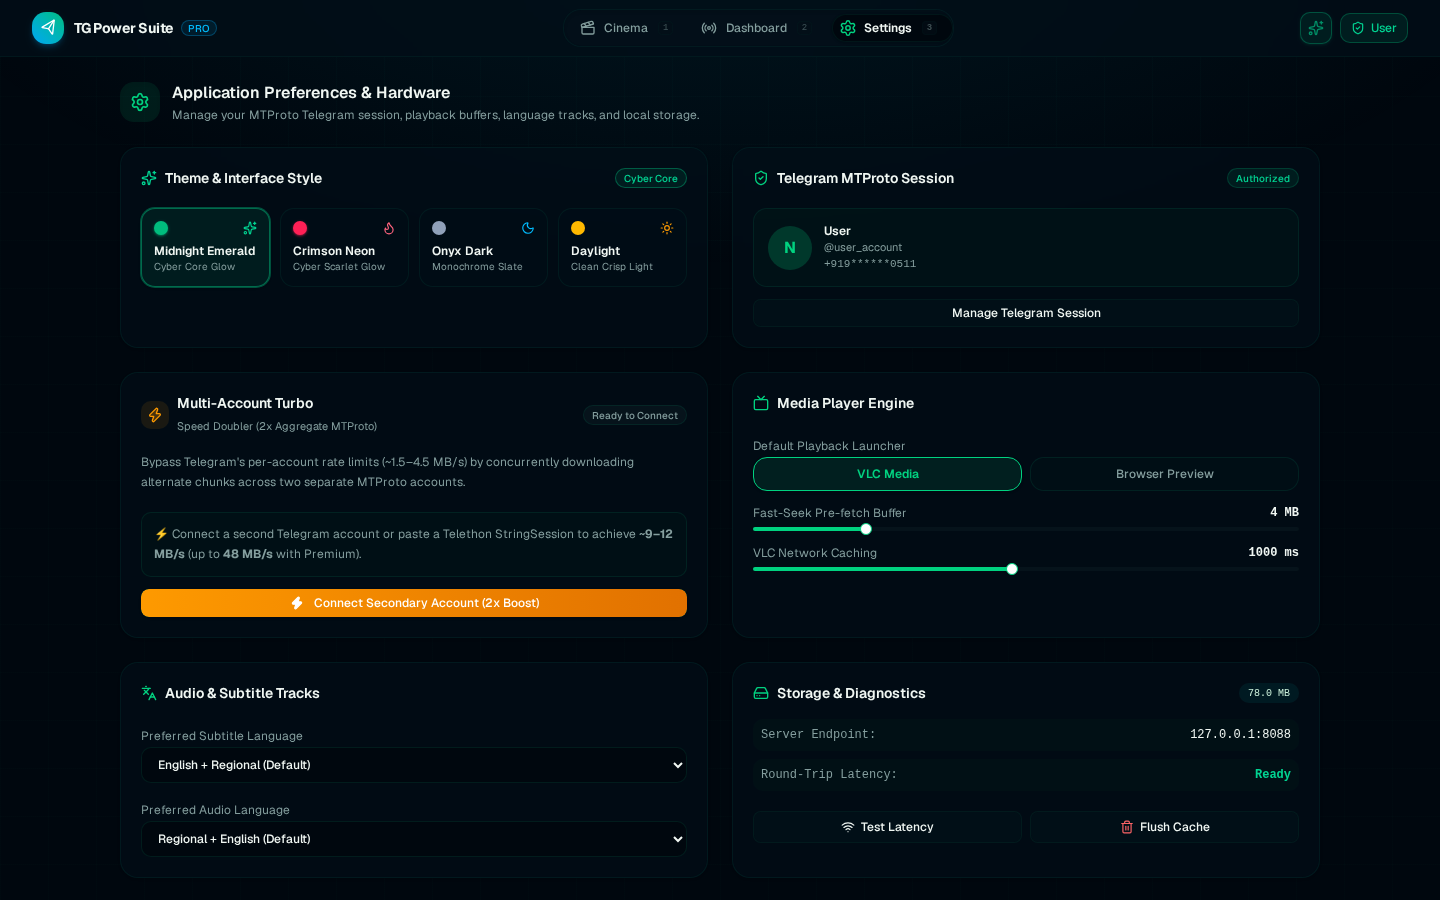 TG Power Suite PRO
Cinema 1
Dashboard 2
Settings 3
User
Application Preferences & Hardware
Manage your MTProto Telegram session, playback buffers, language tracks, and local storage.
Theme & Interface Style
Cyber Core
Midnight Emerald
Cyber Core Glow
Crimson Neon
Cyber Scarlet Glow
Onyx Dark
Monochrome Slate
Daylight
Clean Crisp Light
Telegram MTProto Session
Authorized
N
User
@user_account
+919******0511
Manage Telegram Session
Multi-Account Turbo
Speed Doubler (2x Aggregate MTProto)
Ready to Connect
Bypass Telegram's per-account rate limits (~1.5–4.5 MB/s) by concurrently downloading
alternate chunks across two separate MTProto accounts.
⚡ Connect a second Telegram account or paste a Telethon StringSession to achieve ~9–12
MB/s (up to 48 MB/s with Premium).
Connect Secondary Account (2x Boost)
Media Player Engine
Default Playback Launcher
VLC Media
Browser Preview
Fast-Seek Pre-fetch Buffer 4 MB
VLC Network Caching 1000 ms
Audio & Subtitle Tracks
Preferred Subtitle Language
English + Regional (Default)
Preferred Audio Language
Regional + English (Default)
Storage & Diagnostics
78.0 MB
Server Endpoint: 127.0.0.1:8088
Round-Trip Latency: Ready
Test Latency
Flush Cache